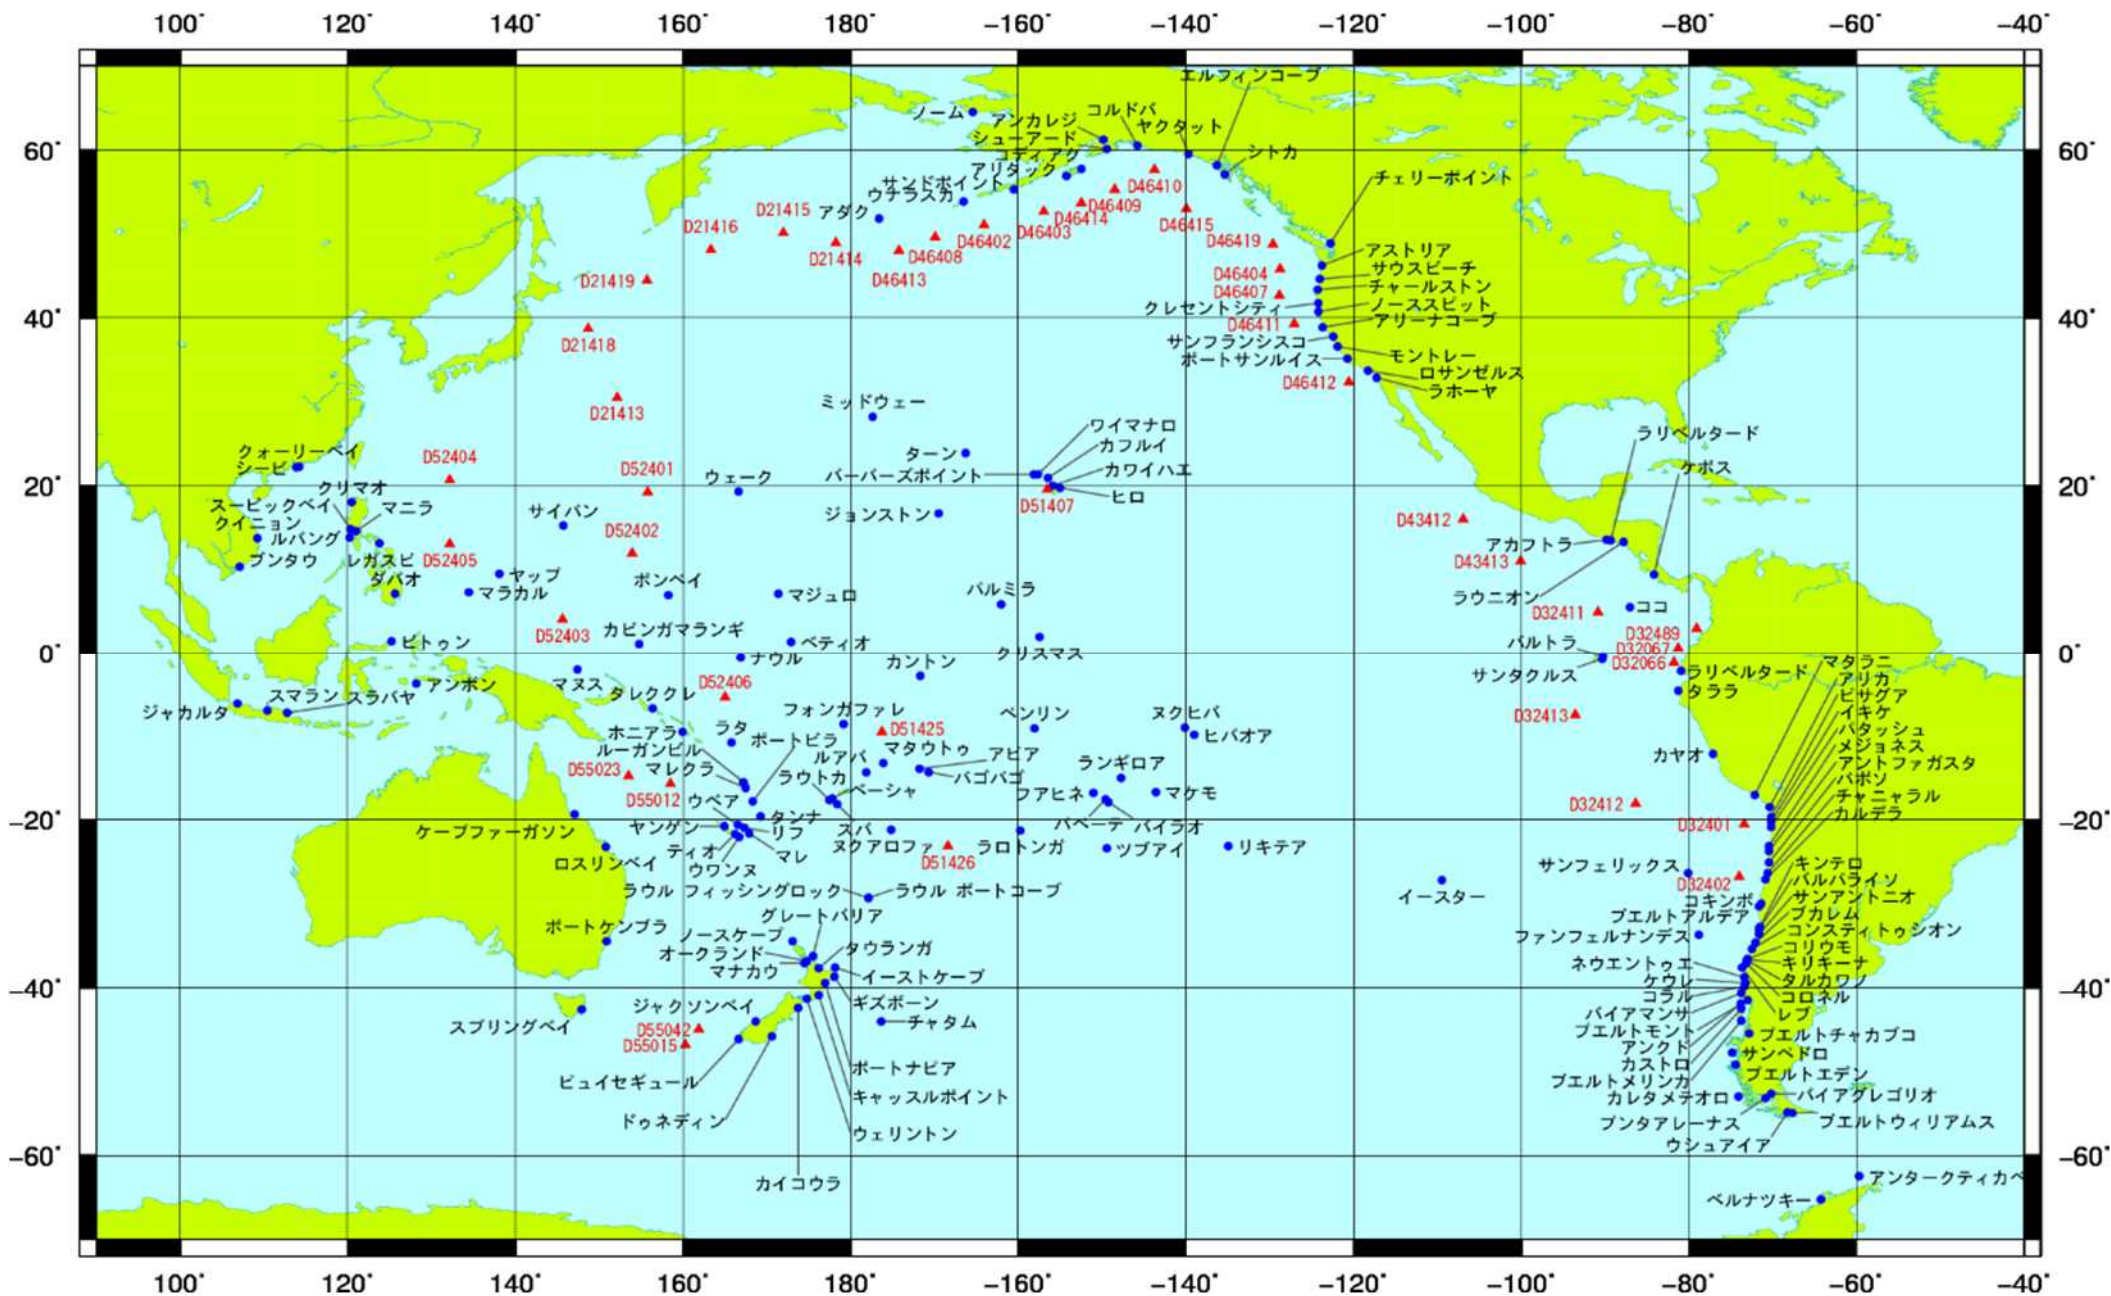 100° 120° 140° 160° 180° −160° −140° −120° −100° −80° −60° −40°
エルフィンコーブ
ノーム
アンカレジ
コルドバ
シューアード
ヤクタット
コディアク
60°
60°
シトカ
アリタック
サンドポイント
D46410
チェリーポイント
ウナラスカ
D46409
アダク
D21415
D46414
D21416
D46403
D46415
D46402
D46419
D21414
D46408
アストリア
D46413
サウスビーチ
D21419
D46404
チャールストン
D46407
クレセントシティ
ノーススピット
40°
40°
D46411
アリーナコーブ
D21418
サンフランシスコ
モントレー
ポートサンルイス
ロサンゼルス
D46412
ラホーヤ
D21413
ミッドウェー
ワイマナロ
ラリベルタード
カフルイ
クォーリーベイ
ターン
シービ
D52404
D52401
バーバーズポイント
カワイハエ
ケポス
ウェーク
20°
20°
クリマオ
ヒロ
スービックベイ
マニラ
D51407
サイパン
ジョンストン
D43412
クイニョン
ルバング
D52402
アカフトラ
ブンタウ
レガスピ
D52405
D43413
ダバオ
ヤップ
マラカル
ポンペイ
マジュロ
パルミラ
ラウニオン
ココ
D32411
D52403
カピンガマランギ
D32489
ビトゥン
ベティオ
バルトラ
D32067
0°
0°
ナウル
クリスマス
カントン
D32066
マタラニ
サンタクルス
ラリベルタード
アリカ
アンボン
マヌス
D52406
タララ
スマラン
スラバヤ
タレククレ
ピサグア
ジャカルタ
フォンガファレ
ペンリン
ヌクヒバ
D32413
イキケ
ホニアラ
ラタ
D51425
ヒバオア
パタッシュ
ルーガンビル
ポートビラ
マタウトゥ
アピア
メジョネス
カヤオ
D55023
マレクラ
ルアバ
ランギロア
アントファガスタ
ラウトカ
パゴパゴ
パポソ
D55012
ウベア
ベーシャ
フアヒネ
マケモ
D32412
チャニャラル
タンナ
カルデラ
−20°
−20°
ケープファーガソン
ヤンゲン
リフ
スバ
パペーテ
バイラオ
D32401
ティオ
マレ
ヌクアロファ
D51426
ラロトンガ
ツブアイ
リキテア
ロスリンベイ
ウワンヌ
サンフェリックス
キンテロ
D32402
バルパライソ
ラウル フィッシングロック
ラウル ボートコーブ
イースター
コキンボ
サンアントニオ
グレートバリア
プエルトアルデア
ブカレム
ポートケンブラ
ノースケープ
ファンフェルナンデス
コンスティトゥシオン
オークランド
タウランガ
コリウモ
マナカウ
イーストケープ
ネウエントゥエ
キリキーナ
ケウレ
タルカワノ
−40°
−40°
ギズボーン
コラル
コロネル
ジャクソンベイ
チャタム
バイアマンサ
レブ
スプリングベイ
D55042
プエルトモント
プエルトチャカブコ
D55015
アンクド
サンペドロ
カストロ
プエルトエデン
ポートナピア
ピュイセギュール
プエルトメリンカ
キャッスルポイント
カレタメテオロ
バイアグレゴリオ
ドゥネディン
プンタアレーナス
プエルトウィリアムス
ウェリントン
ウシュアイア
−60°
−60°
カイコウラ
アンタークティカベ
ベルナツキー
100° 120° 140° 160° 180° −160° −140° −120° −100° −80° −60° −40°